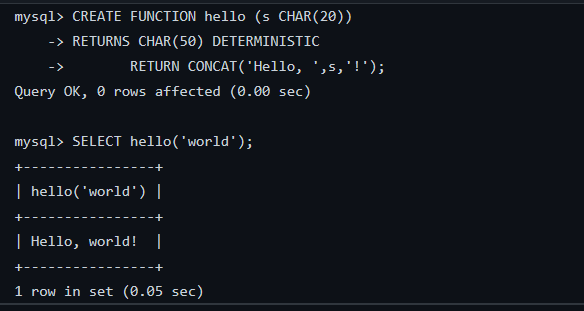 mysql> CREATE FUNCTION hello (s CHAR(20))
    -> RETURNS CHAR(50) DETERMINISTIC
    ->        RETURN CONCAT('Hello, ',s,'!');
Query OK, 0 rows affected (0.00 sec)

mysql> SELECT hello('world');
+----------------+
| hello('world') |
+----------------+
| Hello, world!  |
+----------------+
1 row in set (0.05 sec)